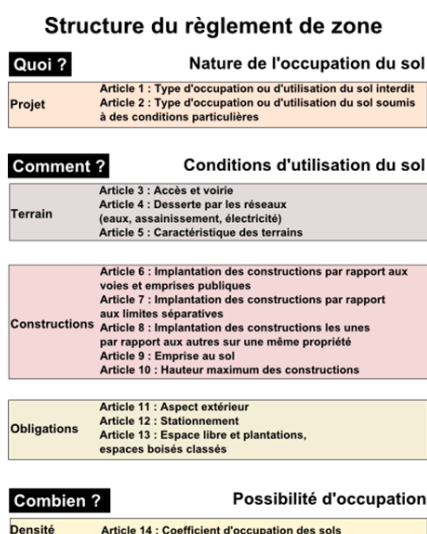 Structure du règlement de zone
Quoi ? Nature de l'occupation du sol
Projet
Article 1 : Type d'occupation ou d'utilisation du sol interdit
Article 2 : Type d'occupation ou d'utilisation du sol soumis
à des conditions particulières
Comment ? Conditions d'utilisation du sol
Terrain
Article 3 : Accès et voirie
Article 4 : Desserte par les réseaux
(eaux, assainissement, électricité)
Article 5 : Caractéristique des terrains
Constructions
Article 6 : Implantation des constructions par rapport aux
voies et emprises publiques
Article 7 : Implantation des constructions par rapport
aux limites séparatives
Article 8 : Implantation des constructions les unes
par rapport aux autres sur une même propriété
Article 9 : Emprise au sol
Article 10 : Hauteur maximum des constructions
Obligations
Article 11 : Aspect extérieur
Article 12 : Stationnement
Article 13 : Espace libre et plantations,
espaces boisés classés
Combien ? Possibilité d'occupation
Densité Article 14 : Coefficient d'occupation des sols